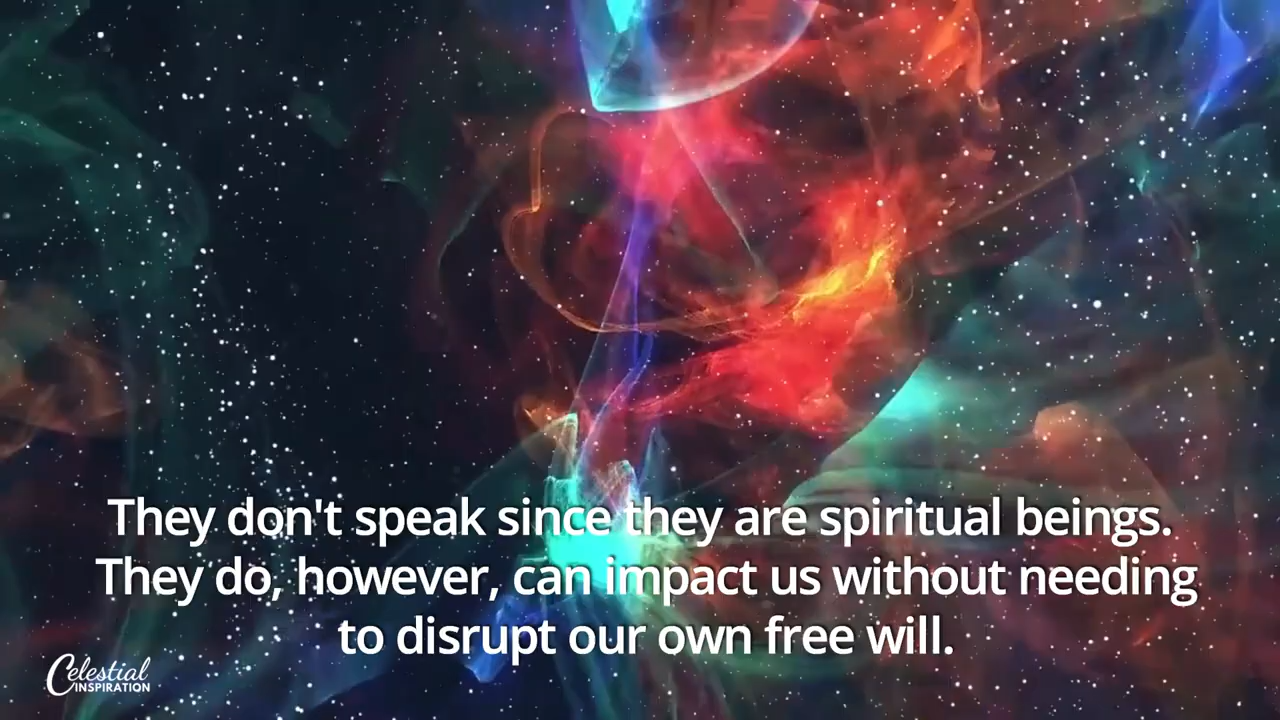 They don't speak since they are spiritual beings.
They do, however, can impact us without needing
to disrupt our own free will.
Celestial
INSPIRATION